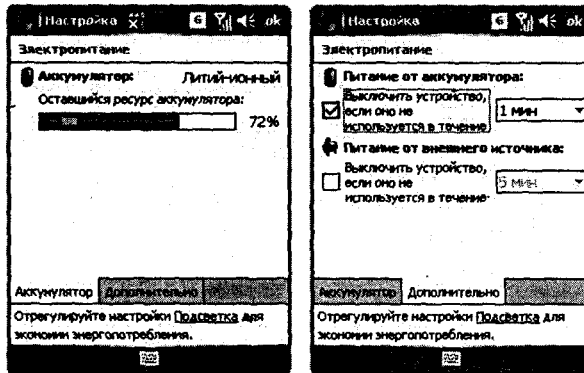 Настройка
G
ok
Электропитание
Аккумулятор: Литий-ионный
Оставшийся ресурс аккумулятора:
72%
Аккумулятор Дополнительно
Отрегулируйте настройки Подсветка для
экономии энергопотребления.
Настройка
G
ok
Электропитание
Питание от аккумулятора:
Выключить устройство,
если оно не
используется в течение
1 мин
Питание от внешнего источника:
Выключить устройство,
если оно не
используется в течение
5 мин
Аккумулятор Дополнительно
Отрегулируйте настройки Подсветка для
экономии энергопотребления.